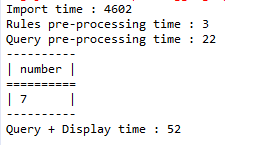 Import time : 4602
Rules pre-processing time : 3
Query pre-processing time : 22
----------
| number |
==========
| 7      |
----------
Query + Display time : 52